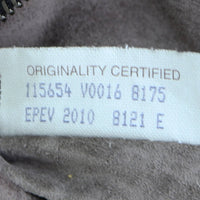 ORIGINALITY CERTIFIED
115654 V0016 8175
EPEV 2010 8121 E